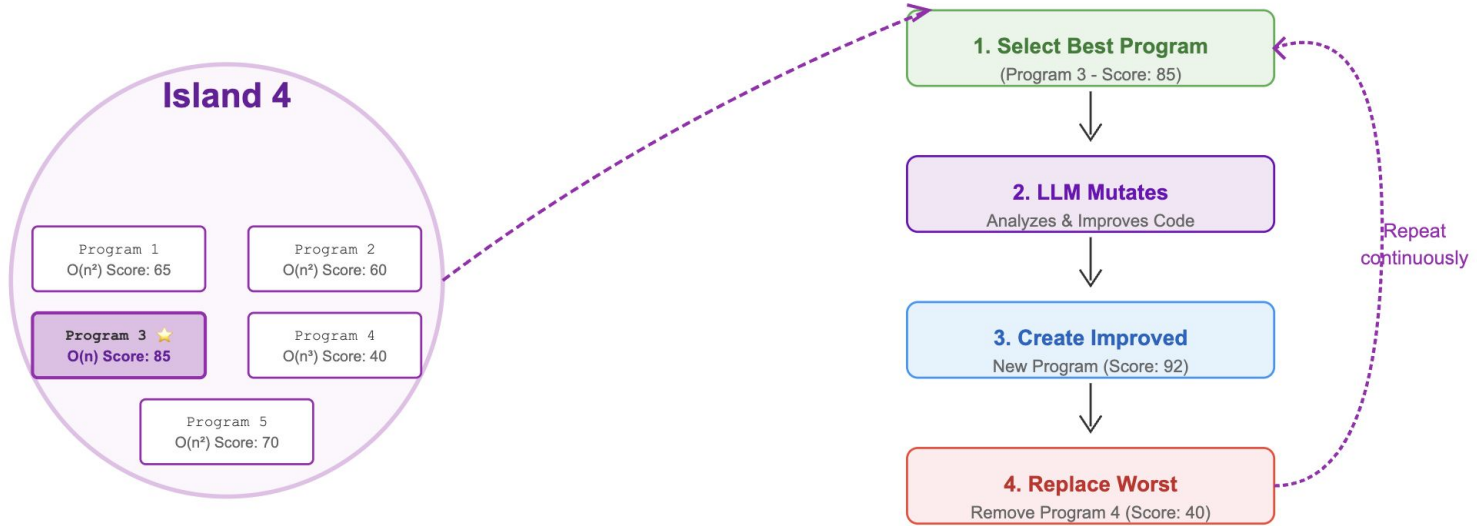 Island 4
Program 1
O(n²) Score: 65
Program 2
O(n²) Score: 60
Program 3 ⭐
O(n) Score: 85
Program 4
O(n³) Score: 40
Program 5
O(n²) Score: 70
1. Select Best Program
(Program 3 - Score: 85)
2. LLM Mutates
Analyzes & Improves Code
3. Create Improved
New Program (Score: 92)
4. Replace Worst
Remove Program 4 (Score: 40)
Repeat
continuously